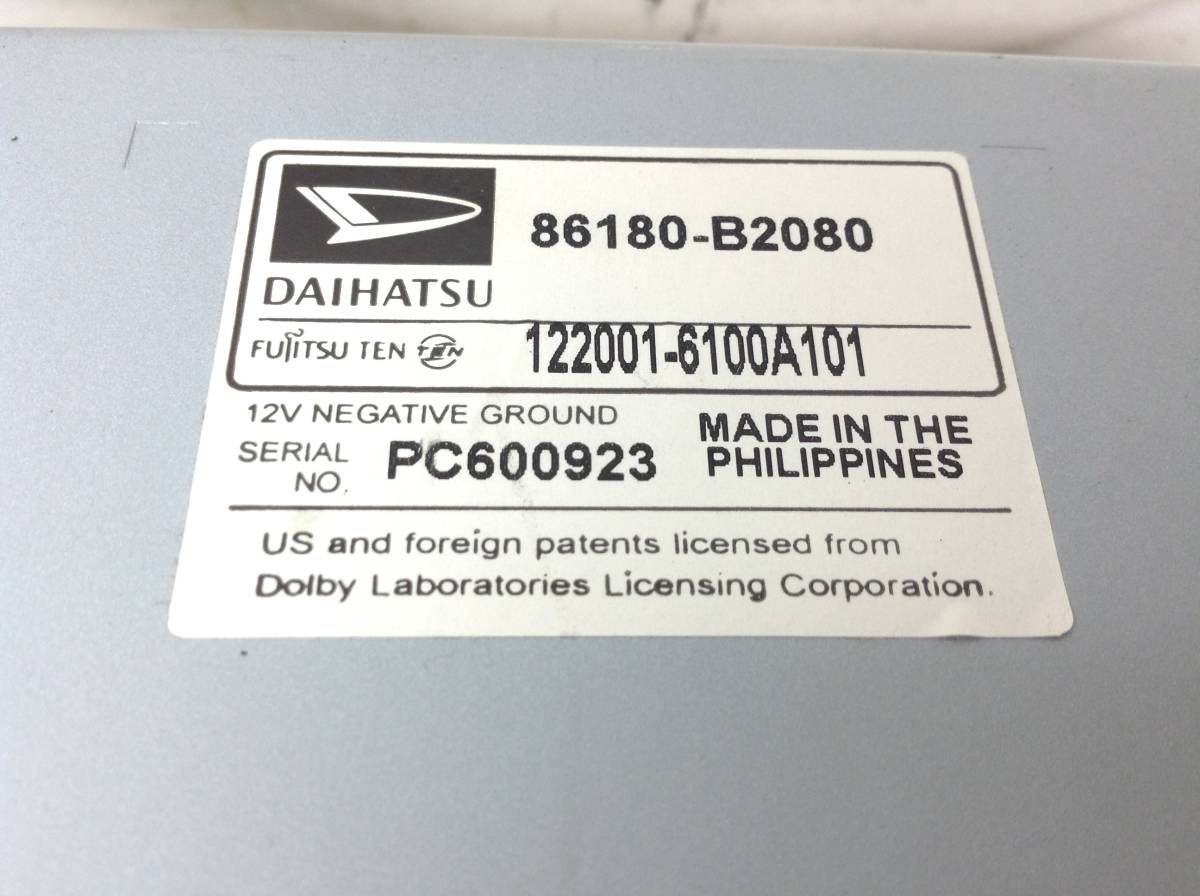 86180-B2080
DAIHATSU
FUJITSU TEN TEN 122001-6100A101
12V NEGATIVE GROUND
SERIAL NO. PC600923
MADE IN THE
PHILIPPINES
US and foreign patents licensed from
Dolby Laboratories Licensing Corporation.